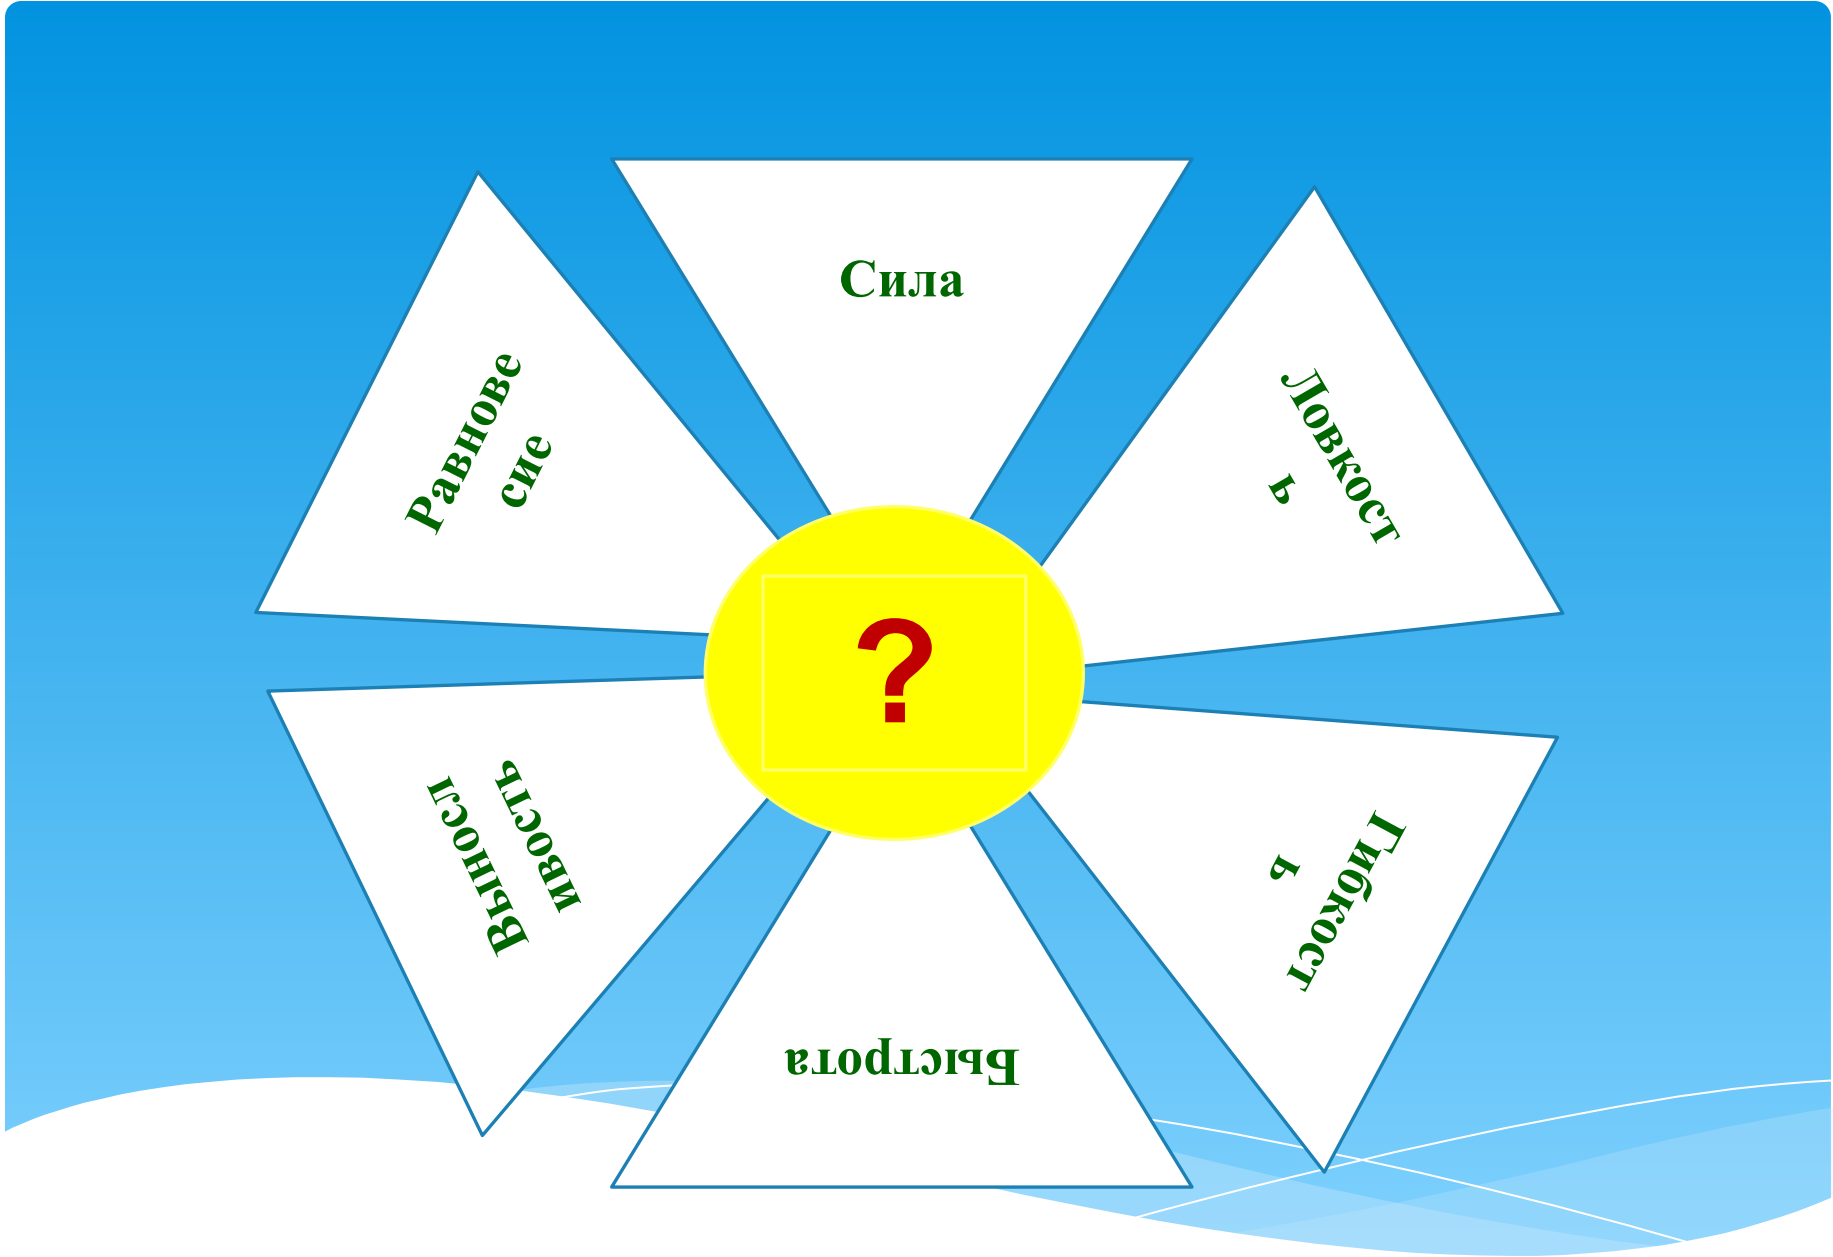 Сила
Ловкост
ь
Гибкост
ь
Быстрота
Выносл
ивость
Равнове
сие
?